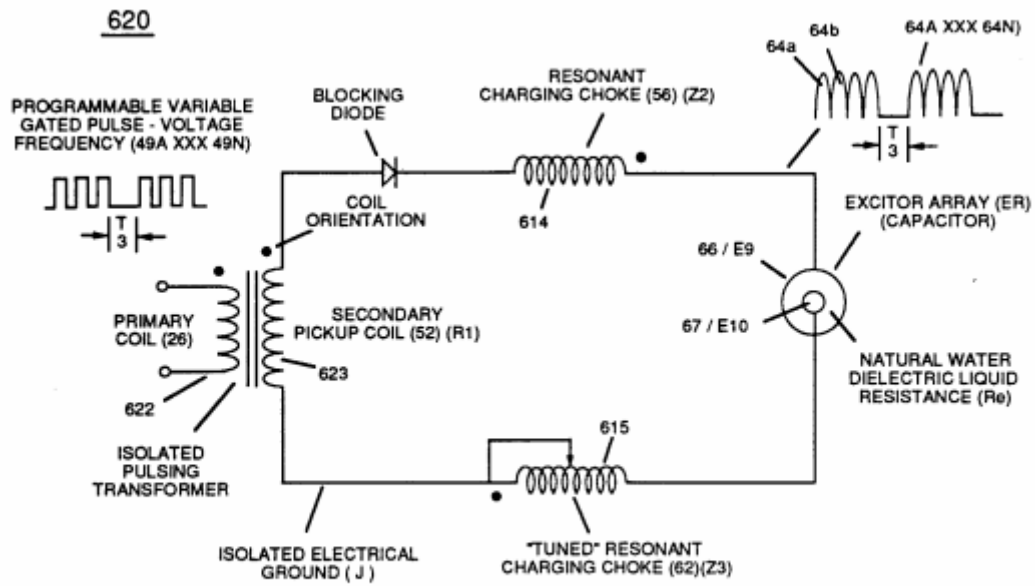 620
PROGRAMMABLE VARIABLE
GATED PULSE - VOLTAGE
FREQUENCY (49A XXX 49N)
T
3
BLOCKING
DIODE
RESONANT
CHARGING CHOKE (56) (Z2)
614
64a
64b
64A XXX 64N)
T
3
COIL
ORIENTATION
EXCITOR ARRAY (ER)
(CAPACITOR)
66 / E9
67 / E10
PRIMARY
COIL (26)
SECONDARY
PICKUP COIL (52) (R1)
623
622
NATURAL WATER
DIELECTRIC LIQUID
RESISTANCE (Re)
ISOLATED
PULSING
TRANSFORMER
615
ISOLATED ELECTRICAL
GROUND ( J )
"TUNED" RESONANT
CHARGING CHOKE (62)(Z3)